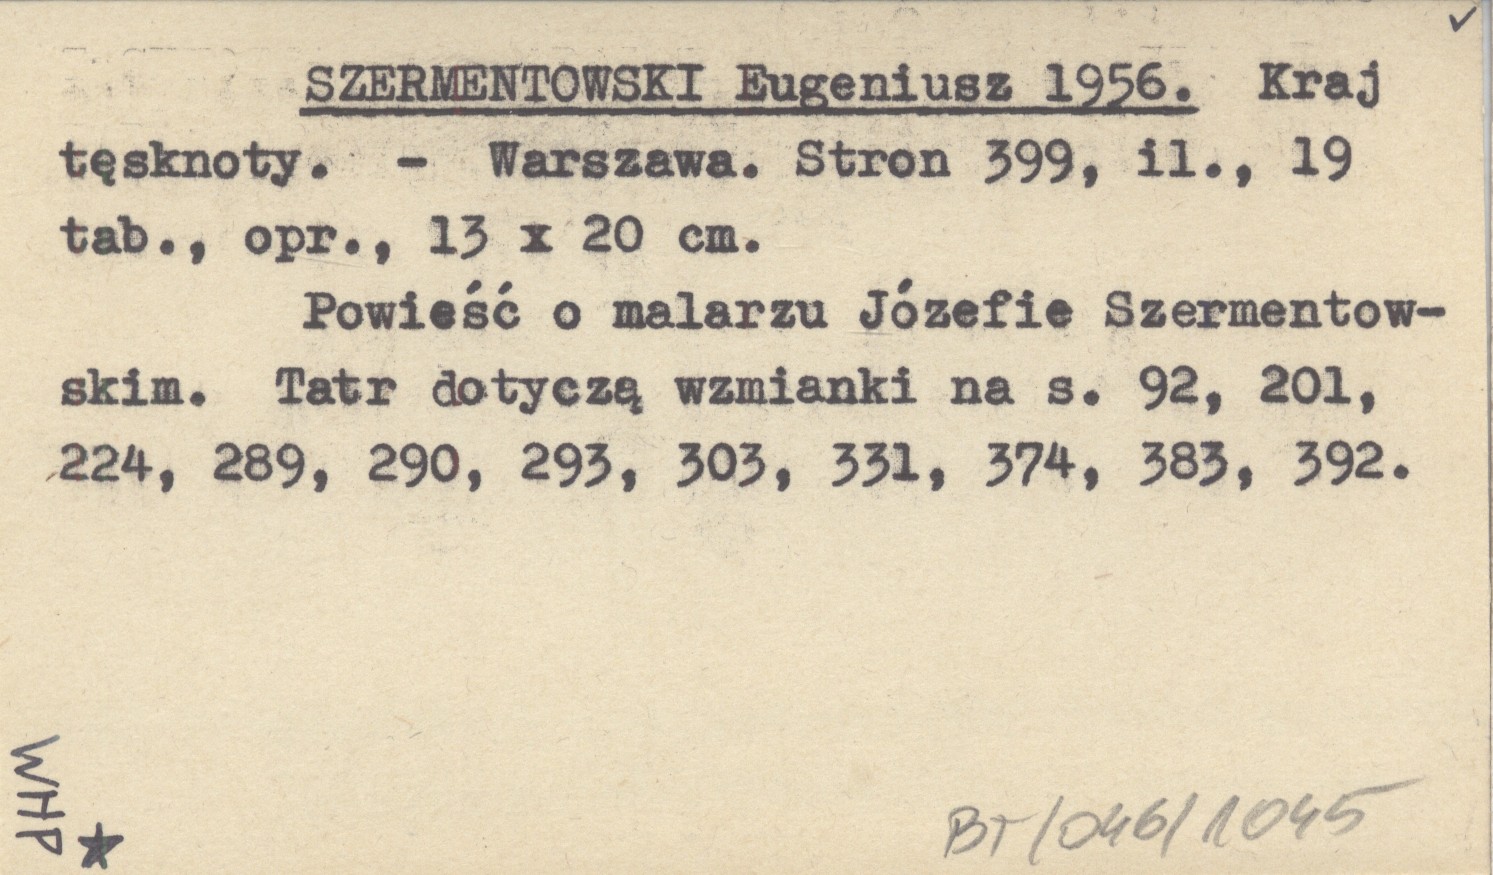 SZERMENTOWSKI Eugeniusz 1956. Kraj
tęsknoty. - Warszawa. Stron 399, il., 19
tab., opr., 13 x 20 cm.
Powieść o malarzu Józefie Szermentow-
skim. Tatr dotyczą wzmianki na s. 92, 201,
224, 289, 290, 293, 303, 331, 374, 383, 392.
WHP
BT/046/1045